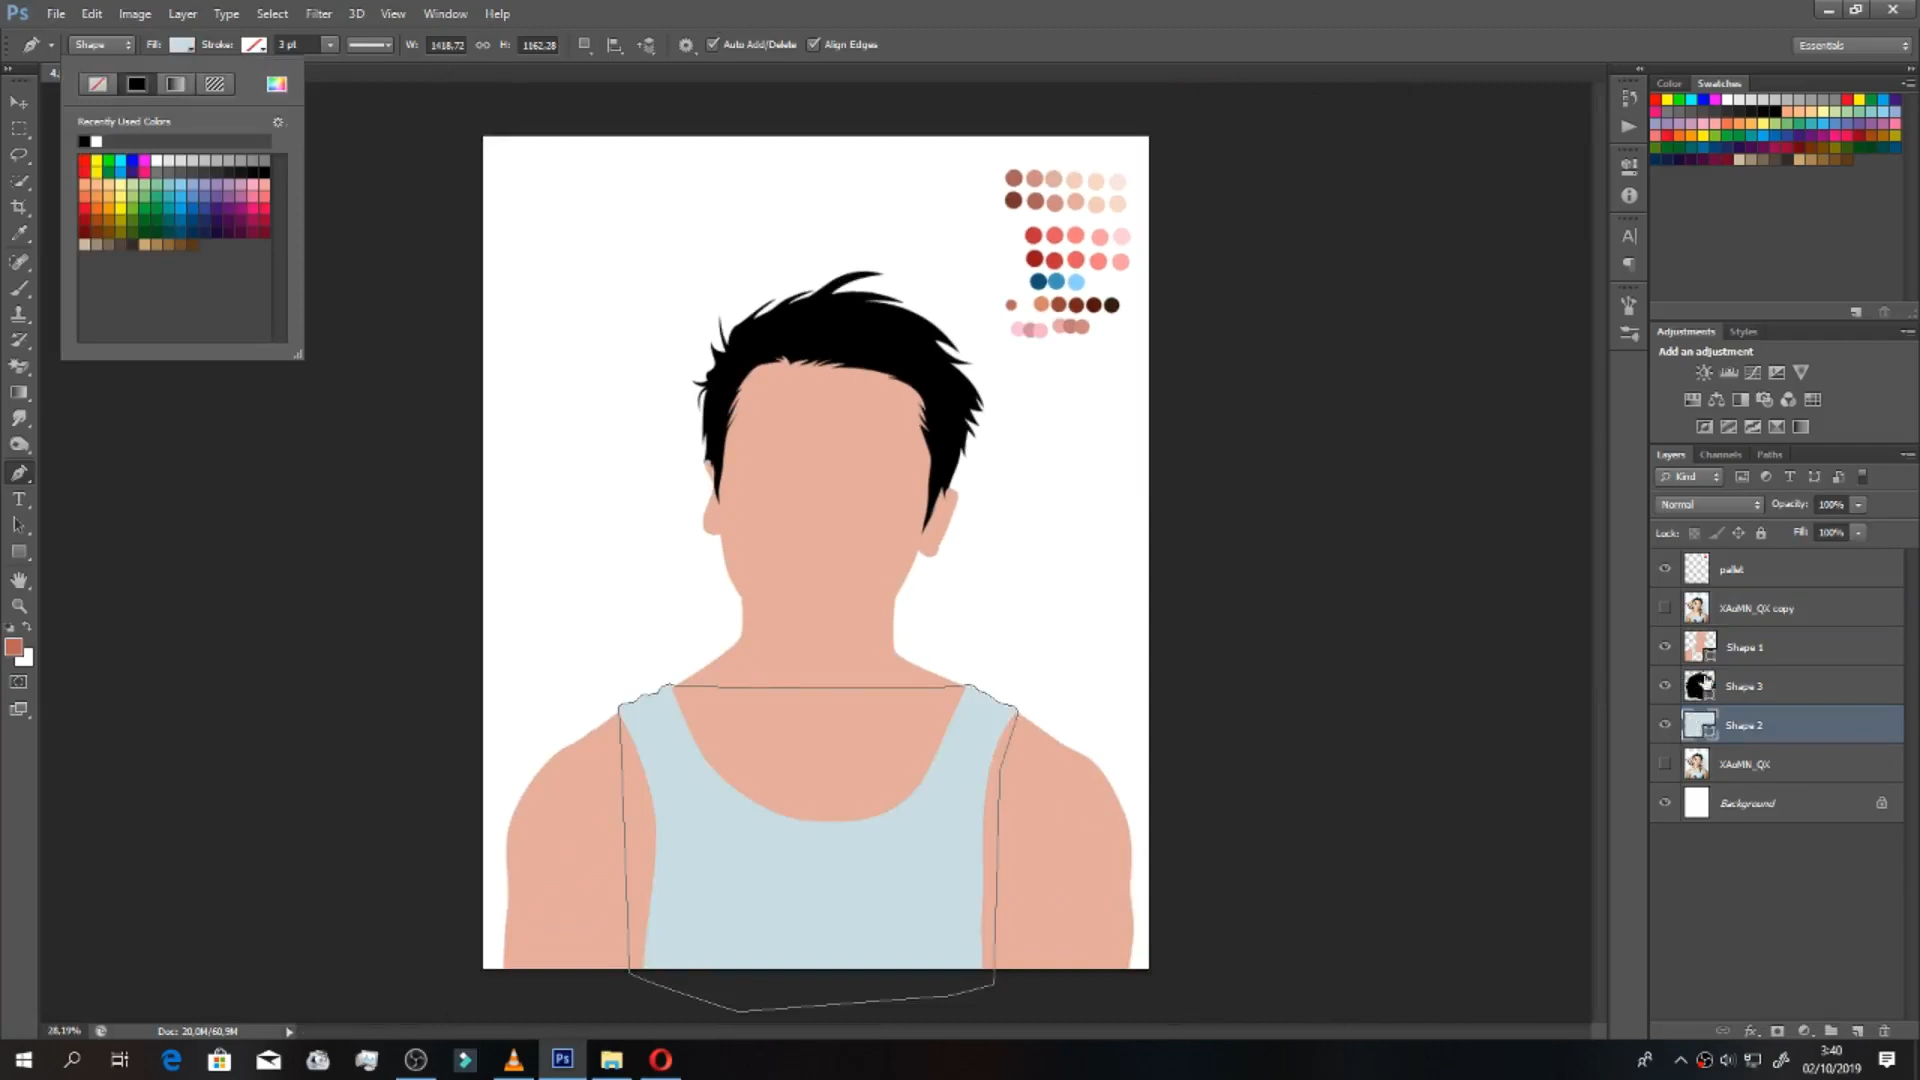 Ps File Edit Image Layer Type Select Filter 3D View Window Help
Shape Fill: Stroke: 3 pt W: 1418,72 H: 1162,28 Auto Add/Delete Align Edges Essentials
4.
Recently Used Colors
Color Swatches
Adjustments Styles
Add an adjustment
Layers Channels Paths
Kind
Normal Opacity: 100%
Lock: Fill: 100%
pallet
XAoMN_QX copy
Shape 1
Shape 3
Shape 2
XAoMN_QX
Background
28,19% Doc: 20,0M/60,9M
Ps
3:40
02/10/2019